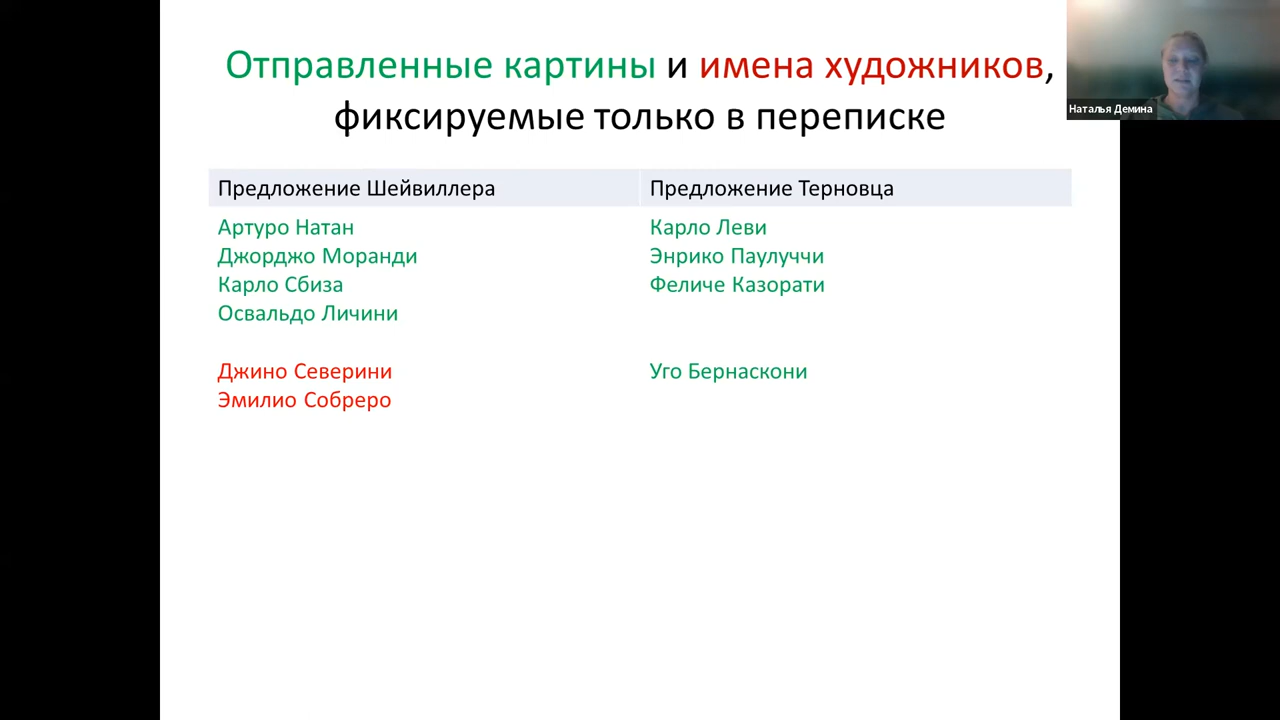 Отправленные картины и имена художников,
фиксируемые только в переписке
Наталья Демина
Предложение Шейвиллера
Предложение Терновца
Артуро Натан
Джорджо Моранди
Карло Сбиза
Освальдо Личини
Джино Северини
Эмилио Собреро
Карло Леви
Энрико Паулуччи
Феличе Казорати
Уго Бернаскони